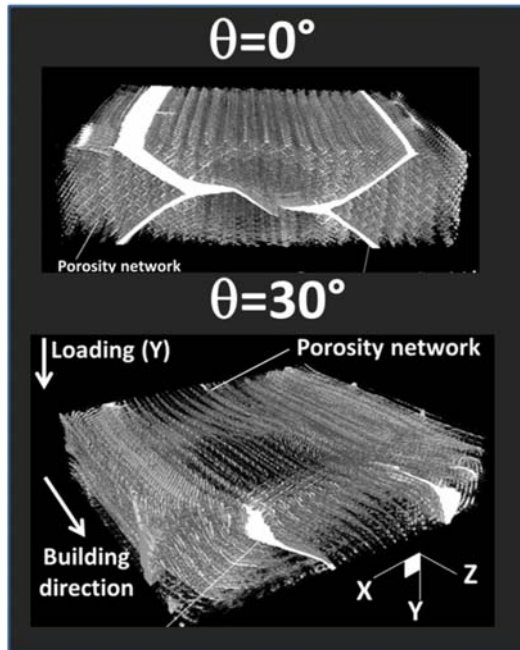 θ=0°
Porosity network
θ=30°
Loading (Y)
Porosity network
Building
direction
X
Z
Y